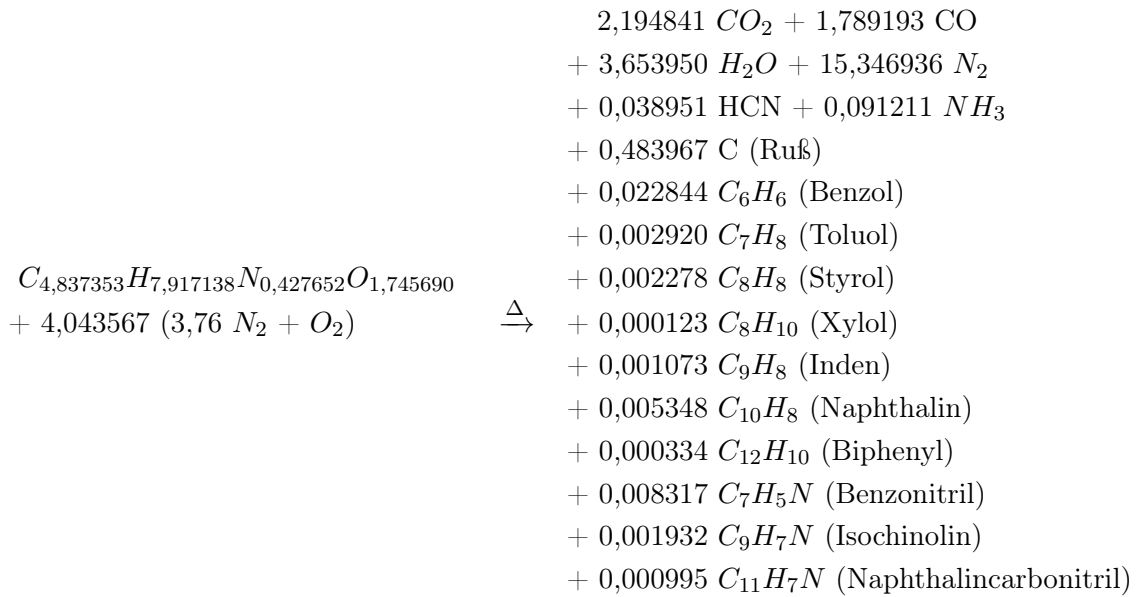 C₄,₈₃₇₃₅₃H₇,₉₁₇₁₃₈N₀,₄₂₇₆₅₂O₁,₇₄₅₆₉₀
+ 4,043567 (3,76 N₂ + O₂)
Δ→
2,194841 CO₂ + 1,789193 CO
+ 3,653950 H₂O + 15,346936 N₂
+ 0,038951 HCN + 0,091211 NH₃
+ 0,483967 C (Ruß)
+ 0,022844 C₆H₆ (Benzol)
+ 0,002920 C₇H₈ (Toluol)
+ 0,002278 C₈H₈ (Styrol)
+ 0,000123 C₈H₁₀ (Xylol)
+ 0,001073 C₉H₈ (Inden)
+ 0,005348 C₁₀H₈ (Naphthalin)
+ 0,000334 C₁₂H₁₀ (Biphenyl)
+ 0,008317 C₇H₅N (Benzonitril)
+ 0,001932 C₉H₇N (Isochinolin)
+ 0,000995 C₁₁H₇N (Naphthalincarbonitril)